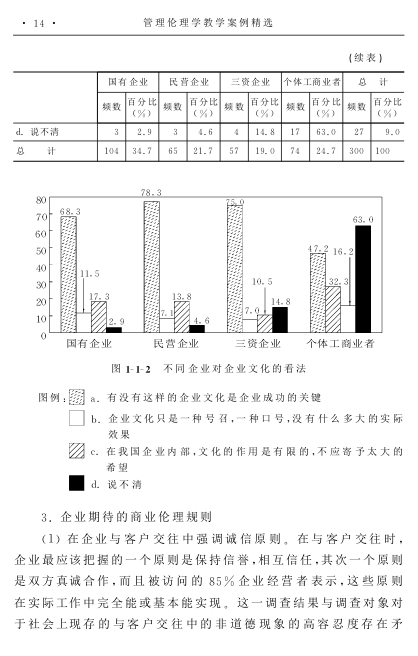 · 14 ·
管理伦理学教学案例精选
(续表)
国有企业 民营企业 三资企业 个体工商业者 总 计
频数 百分比(%) 频数 百分比(%) 频数 百分比(%) 频数 百分比(%) 频数 百分比(%)
d. 说不清 3 2.9 3 4.6 4 14.8 17 63.0 27 9.0
总 计 104 34.7 65 21.7 57 19.0 74 24.7 300 100
80
70
60
50
40
30
20
10
0
68.3 11.5 17.3 2.9
78.3 7.1 13.8 4.6
75.0 7.0 10.5 14.8
47.2 32.3 16.2 63.0
国有企业 民营企业 三资企业 个体工商业者
图 1-1-2 不同企业对企业文化的看法
图例: a. 有没有这样的企业文化是企业成功的关键
b. 企业文化只是一种号召,一种口号,没有什么多大的实际
效果
c. 在我国企业内部,文化的作用是有限的,不应寄予太大的
希望
d. 说不清
3. 企业期待的商业伦理规则
(1) 在企业与客户交往中强调诚信原则。在与客户交往时,
企业最应该把握的一个原则是保持信誉,相互信任,其次一个原则
是双方真诚合作,而且被访问的 85%企业经营者表示,这些原则
在实际工作中完全能或基本能实现。这一调查结果与调查对象对
于社会上现存的与客户交往中的非道德现象的高容忍度存在矛